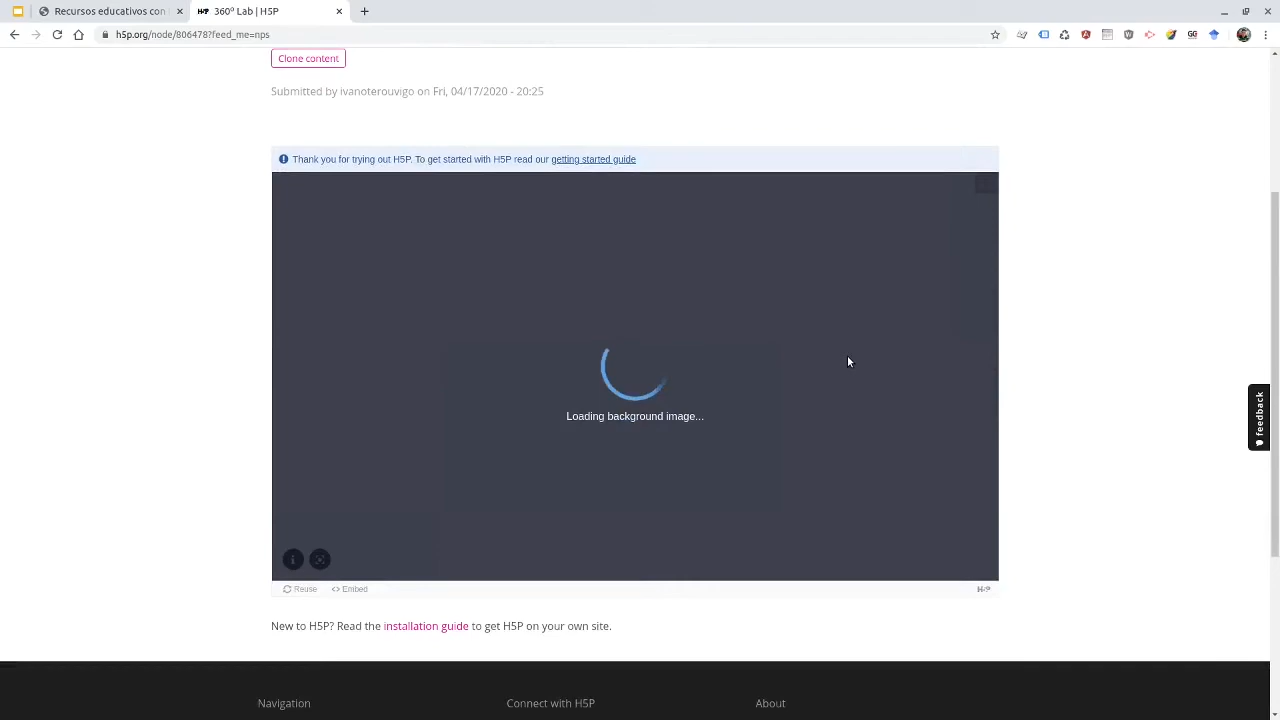 Recursos educativos con
360º Lab | H5P
h5p.org/node/806478?feed_me=nps
Clone content
Submitted by ivanoterouvigo on Fri, 04/17/2020 - 20:25
Thank you for trying out H5P. To get started with H5P read our getting started guide
Loading background image...
Reuse
Embed
H5P
New to H5P? Read the installation guide to get H5P on your own site.
feedback
Navigation
Connect with H5P
About